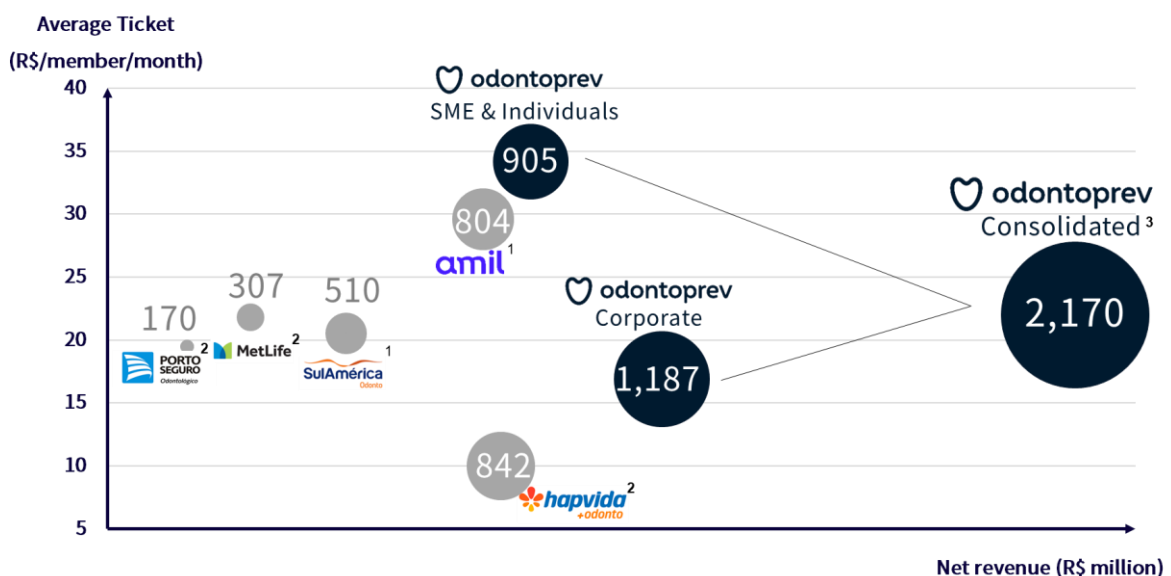 Average Ticket
(R$/member/month)
40
35
30
25
20
15
10
5
odontoprev
SME & Individuals
905
804
amil 1
170
PORTO
SEGURO
Odontológico
2
307
MetLife 2
510
SulAmérica
Odonto
1
odontoprev
Corporate
1,187
842
hapvida 2
+odonto
odontoprev
Consolidated 3
2,170
Net revenue (R$ million)